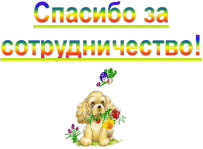 Спасибо за
сотрудничество!